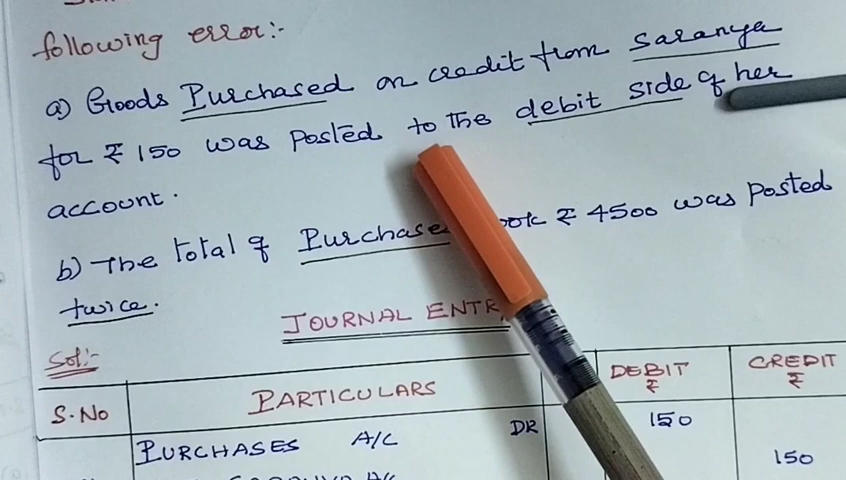 following error:-
a) Goods Purchased on credit from Saranya
for ₹ 150 was posted to the debit side of her
account.
b) The total of Purchase ook ₹ 4500 was posted
twice.
JOURNAL ENTR
Sol:-
S.No PARTICULARS DEBIT ₹ CREDIT ₹
PURCHASES A/C DR 150
150